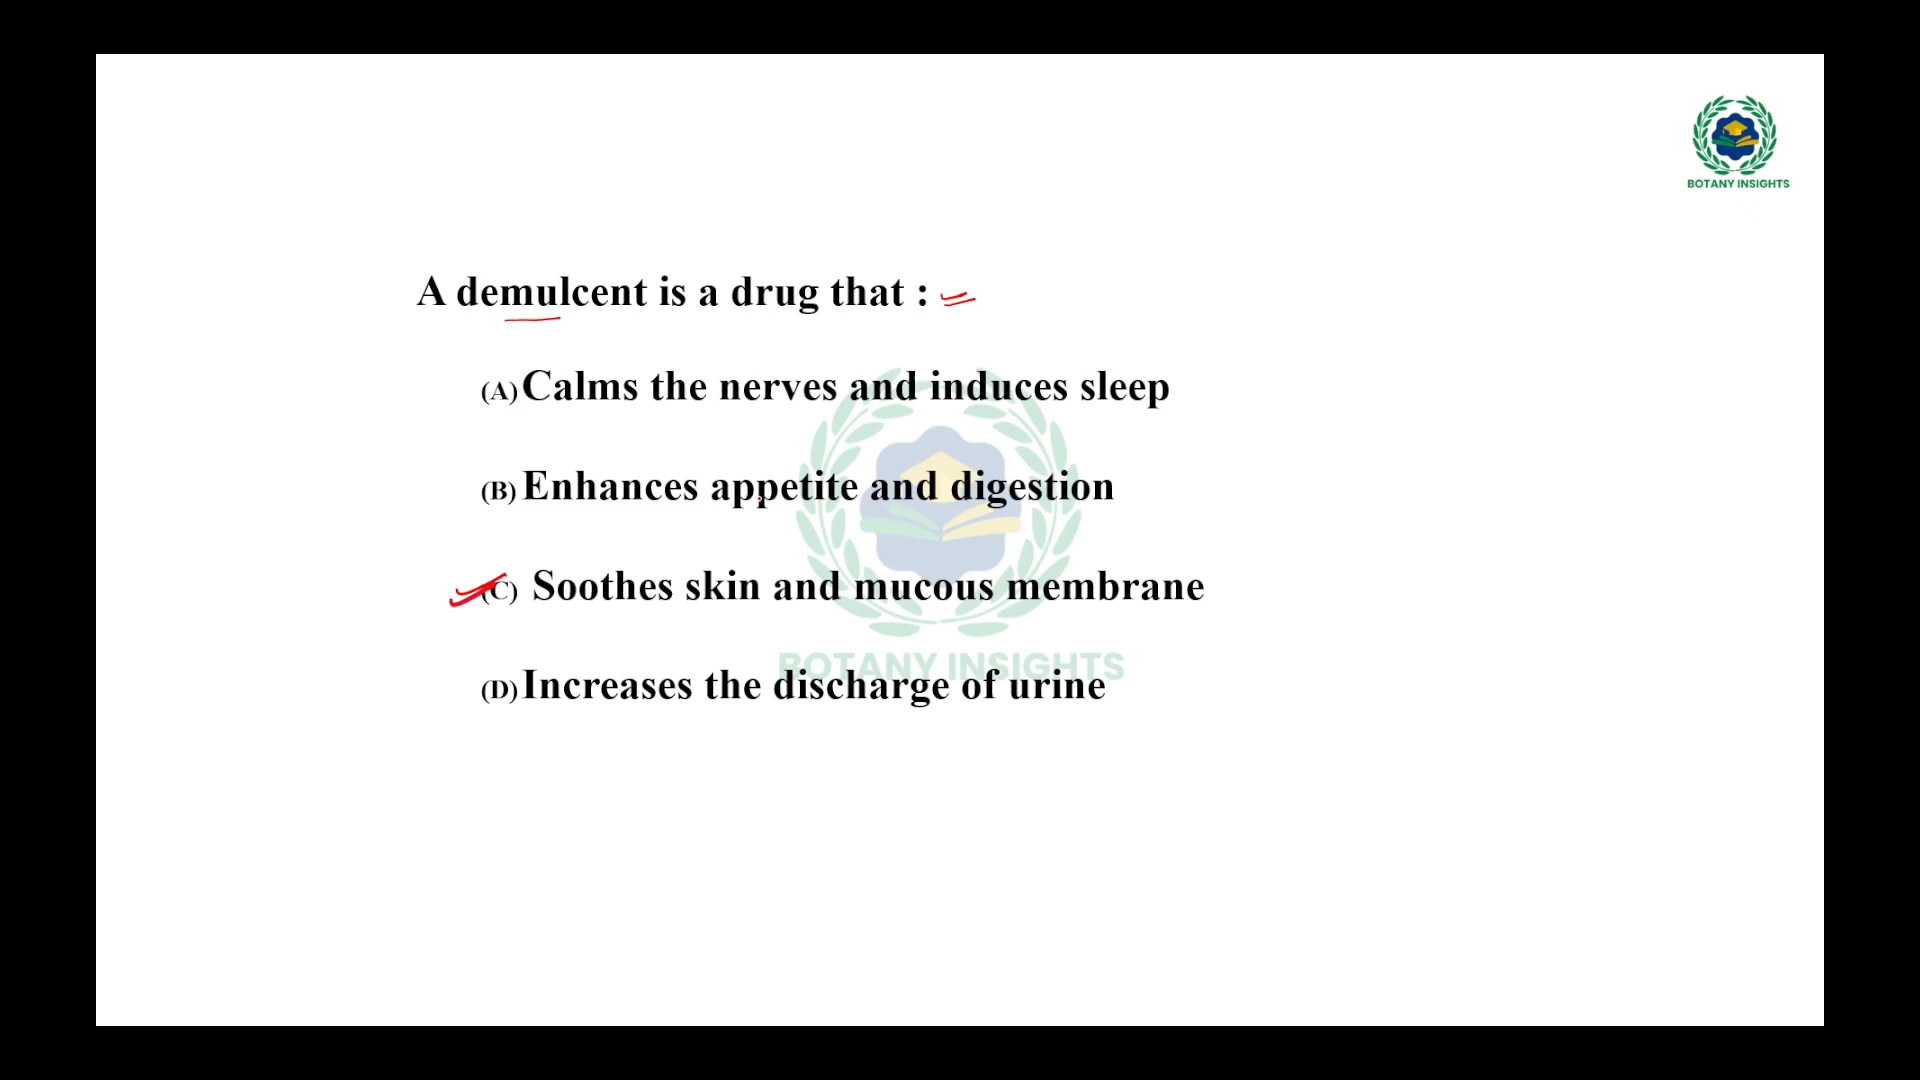 BOTANY INSIGHTS
A demulcent is a drug that :
(A) Calms the nerves and induces sleep
(B) Enhances appetite and digestion
(C) Soothes skin and mucous membrane
BOTANY INSIGHTS
(D) Increases the discharge of urine